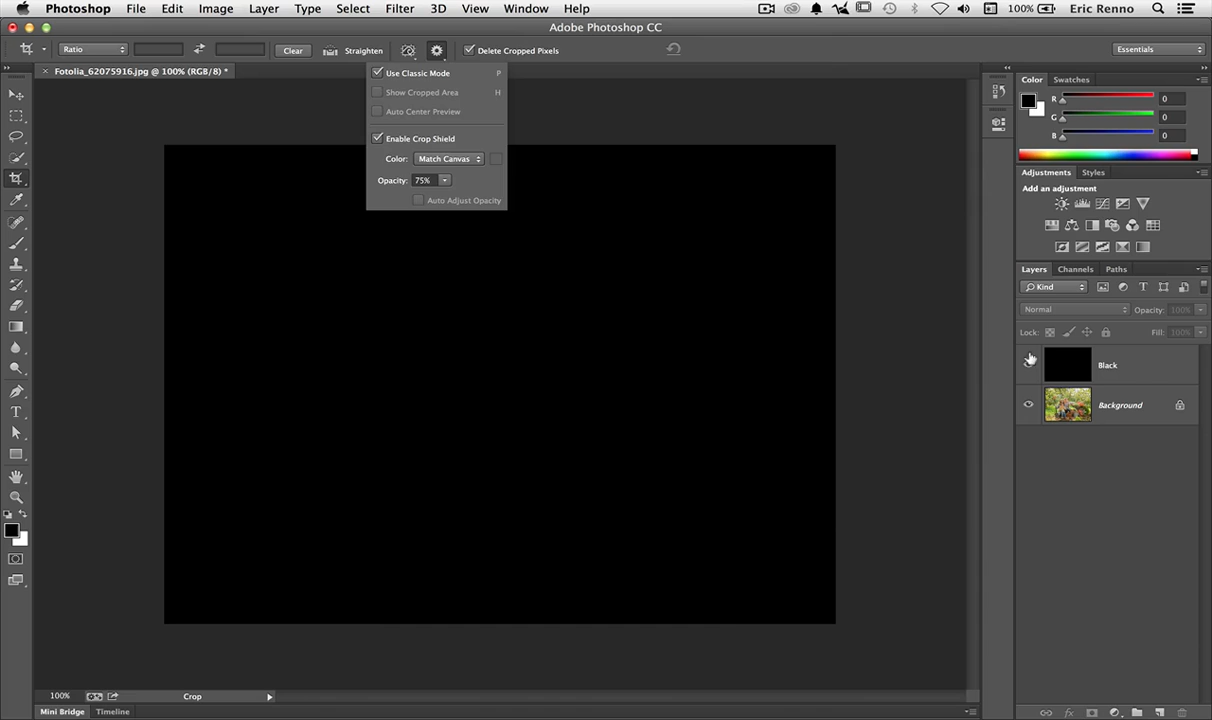 Photoshop File Edit Image Layer Type Select Filter 3D View Window Help 100% Eric Renno
Adobe Photoshop CC
Ratio Clear Straighten Delete Cropped Pixels Essentials
Fotolia_62075916.jpg @ 100% (RGB/8) *
Use Classic Mode P
Show Cropped Area H
Auto Center Preview
Enable Crop Shield
Color: Match Canvas
Opacity: 75%
Auto Adjust Opacity
Color Swatches
R 0
G 0
B 0
Adjustments Styles
Add an adjustment
Layers Channels Paths
Kind
Normal Opacity: 100%
Lock: Fill: 100%
Black
Background
100% Crop
Mini Bridge Timeline